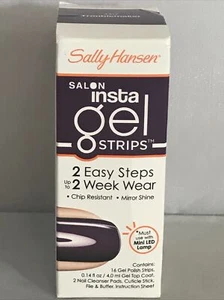 Sally Hansen
SALON
insta
gel
STRIPS™
2 Easy Steps
Up to 2 Week Wear
• Chip Resistant • Mirror Shine
*Must
use with
Mini LED
Lamp
Contains:
16 Gel Polish Strips,
0.14 fl oz / 4.0 ml Gel Top Coat,
2 Nail Cleanser Pads, Cuticle Stick,
File & Buffer, Instruction Sheet